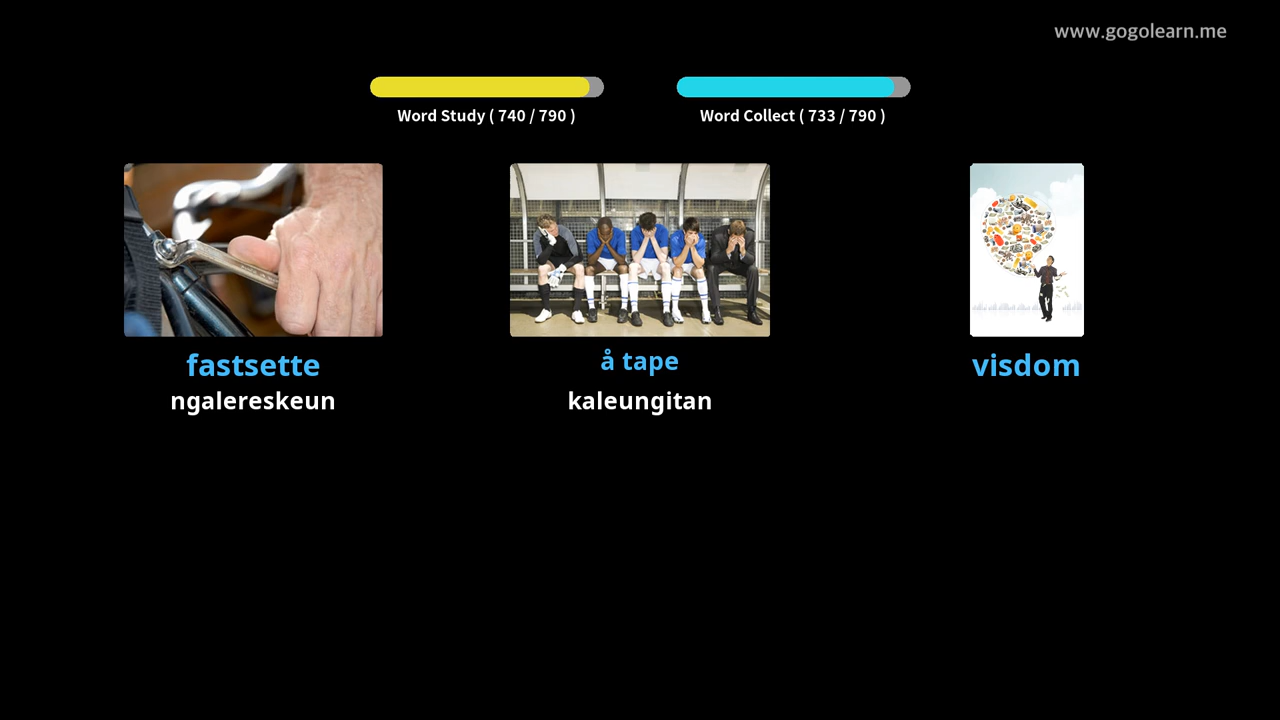 www.gogolearn.me
Word Study ( 740 / 790 )
Word Collect ( 733 / 790 )
fastsette
ngalereskeun
å tape
kaleungitan
visdom